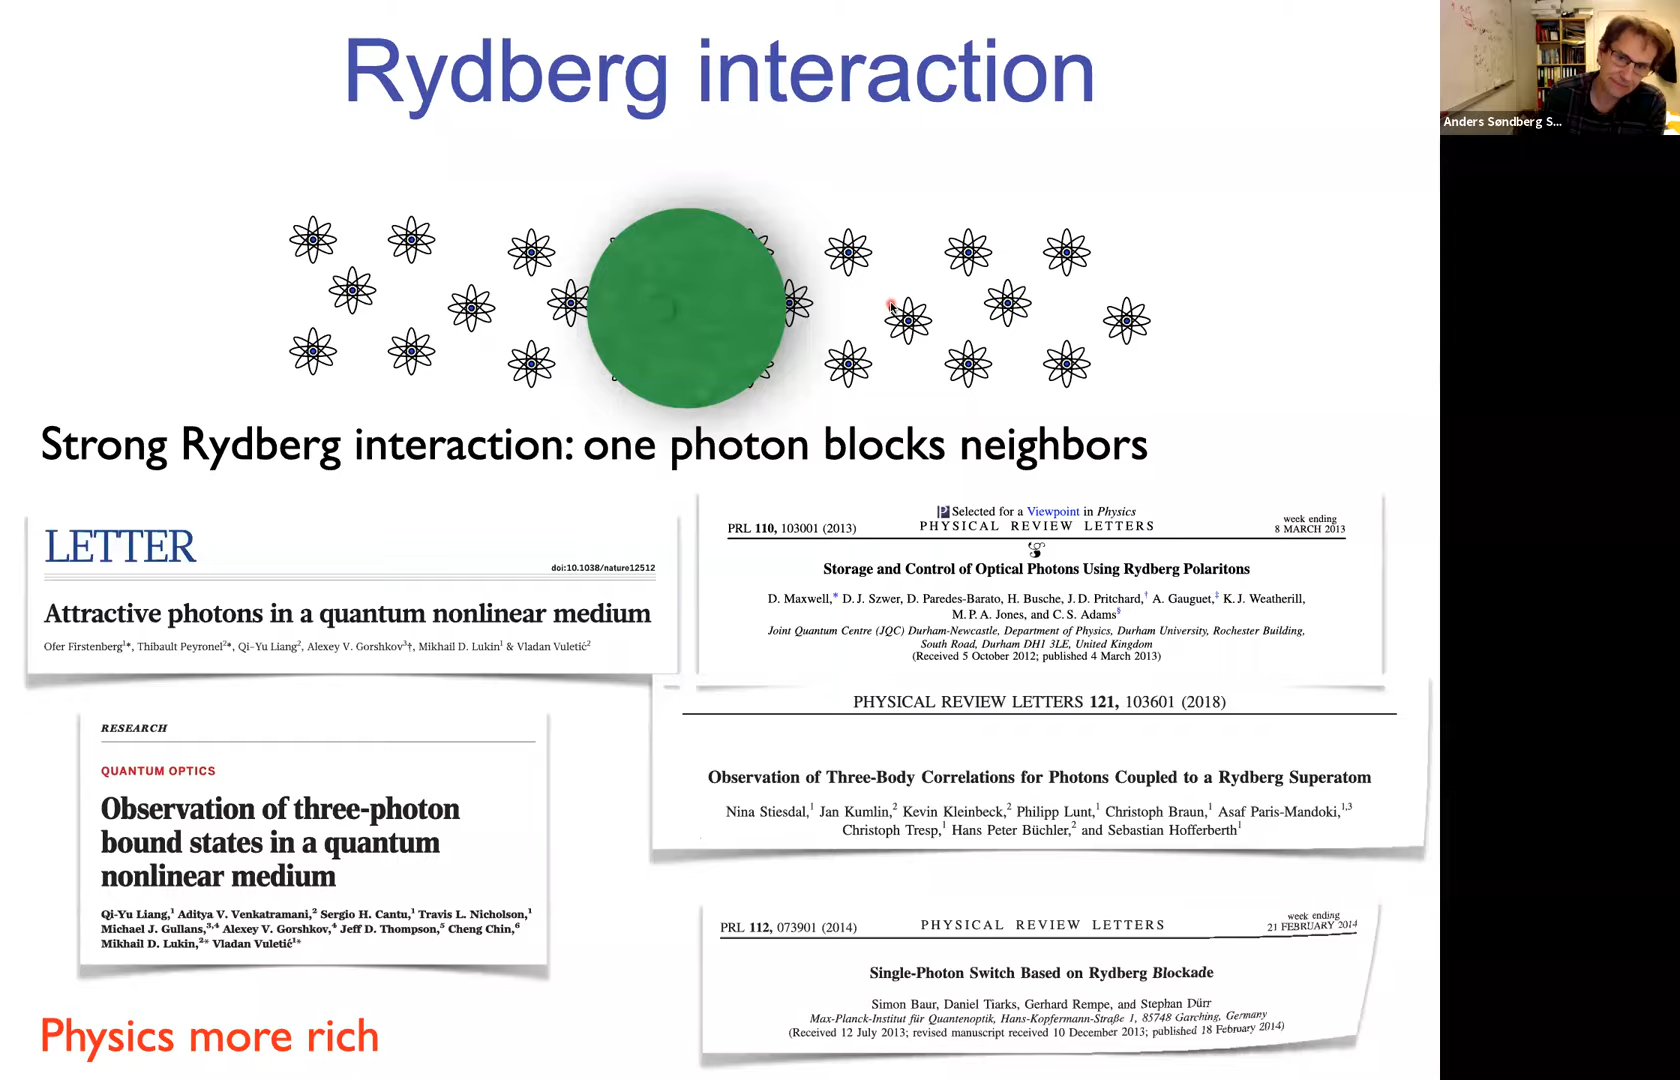 Rydberg interaction
Anders Søndberg S...
Strong Rydberg interaction: one photon blocks neighbors
LETTER
doi:10.1038/nature12512
Attractive photons in a quantum nonlinear medium
Ofer Firstenberg¹*, Thibault Peyronel²*, Qi-Yu Liang², Alexey V. Gorshkov³†, Mikhail D. Lukin¹ & Vladan Vuletić²
Selected for a Viewpoint in Physics
PRL 110, 103001 (2013)
PHYSICAL REVIEW LETTERS
week ending
8 MARCH 2013
Storage and Control of Optical Photons Using Rydberg Polaritons
D. Maxwell,* D. J. Szwer, D. Paredes-Barato, H. Busche, J. D. Pritchard,† A. Gauguet,‡ K. J. Weatherill,
M. P. A. Jones, and C. S. Adams§
Joint Quantum Centre (JQC) Durham-Newcastle, Department of Physics, Durham University, Rochester Building,
South Road, Durham DH1 3LE, United Kingdom
(Received 5 October 2012; published 4 March 2013)
RESEARCH
QUANTUM OPTICS
Observation of three-photon
bound states in a quantum
nonlinear medium
Qi-Yu Liang,¹ Aditya V. Venkatramani,² Sergio H. Cantu,¹ Travis L. Nicholson,¹
Michael J. Gullans,³,⁴ Alexey V. Gorshkov,⁴ Jeff D. Thompson,⁵ Cheng Chin,⁶
Mikhail D. Lukin,²* Vladan Vuletić¹*
PHYSICAL REVIEW LETTERS 121, 103601 (2018)
Observation of Three-Body Correlations for Photons Coupled to a Rydberg Superatom
Nina Stiesdal,¹ Jan Kumlin,² Kevin Kleinbeck,² Philipp Lunt,¹ Christoph Braun,¹ Asaf Paris-Mandoki,¹,³
Christoph Tresp,¹ Hans Peter Büchler,² and Sebastian Hofferberth¹
PRL 112, 073901 (2014)
PHYSICAL REVIEW LETTERS
week ending
21 FEBRUARY 2014
Single-Photon Switch Based on Rydberg Blockade
Simon Baur, Daniel Tiarks, Gerhard Rempe, and Stephan Dürr
Max-Planck-Institut für Quantenoptik, Hans-Kopfermann-Straße 1, 85748 Garching, Germany
(Received 12 July 2013; revised manuscript received 10 December 2013; published 18 February 2014)
Physics more rich